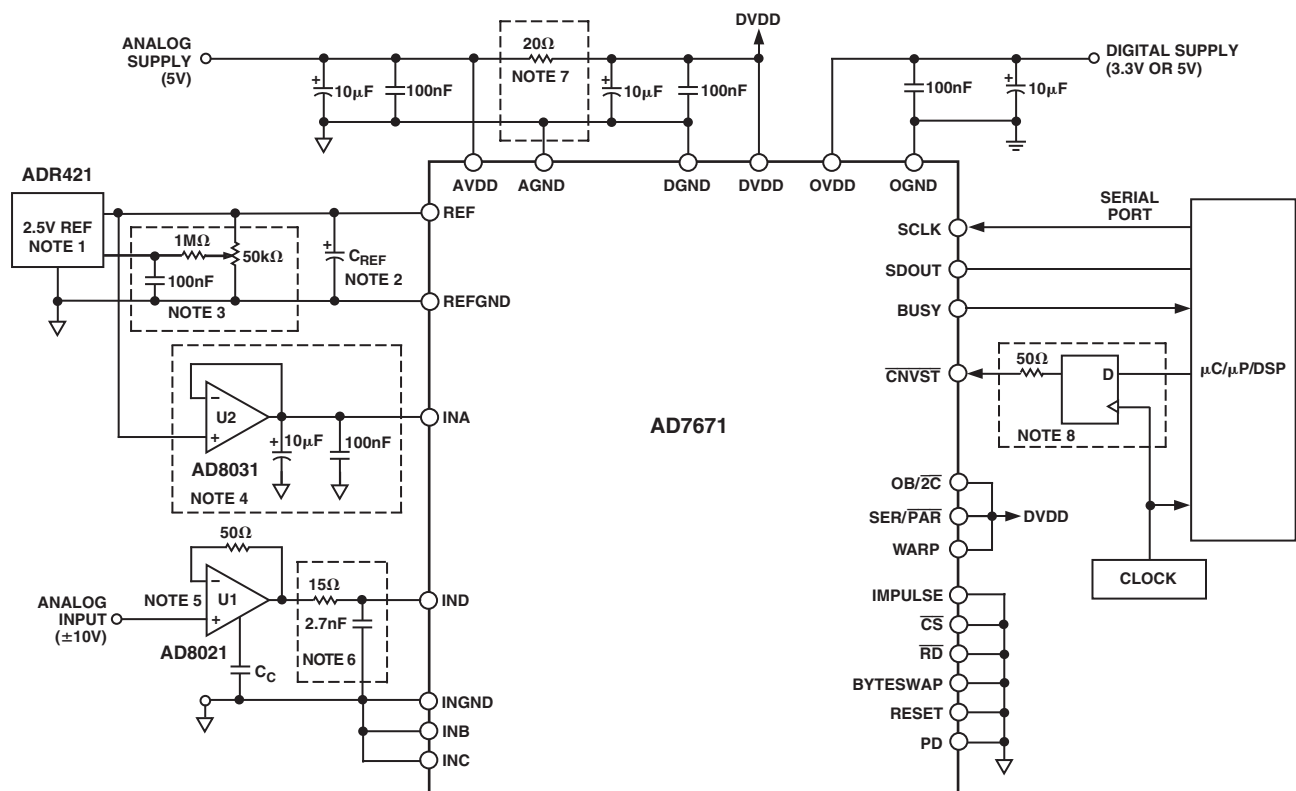 ANALOG
SUPPLY
(5V)
10μF
100nF
20Ω
NOTE 7
10μF
100nF
DVDD
100nF
10μF
DIGITAL SUPPLY
(3.3V OR 5V)
AVDD
AGND
DGND
DVDD
OVDD
OGND
ADR421
2.5V REF
NOTE 1
1MΩ
50kΩ
100nF
NOTE 3
CREF
NOTE 2
REF
REFGND
U2
AD8031
10μF
100nF
NOTE 4
INA
50Ω
ANALOG
INPUT
(±10V)
NOTE 5
U1
AD8021
CC
15Ω
2.7nF
NOTE 6
IND
INGND
INB
INC
AD7671
SCLK
SDOUT
BUSY
CNVST
OB/2C
SER/PAR
WARP
IMPULSE
CS
RD
BYTESWAP
RESET
PD
SERIAL
PORT
50Ω
D
NOTE 8
μC/μP/DSP
DVDD
CLOCK